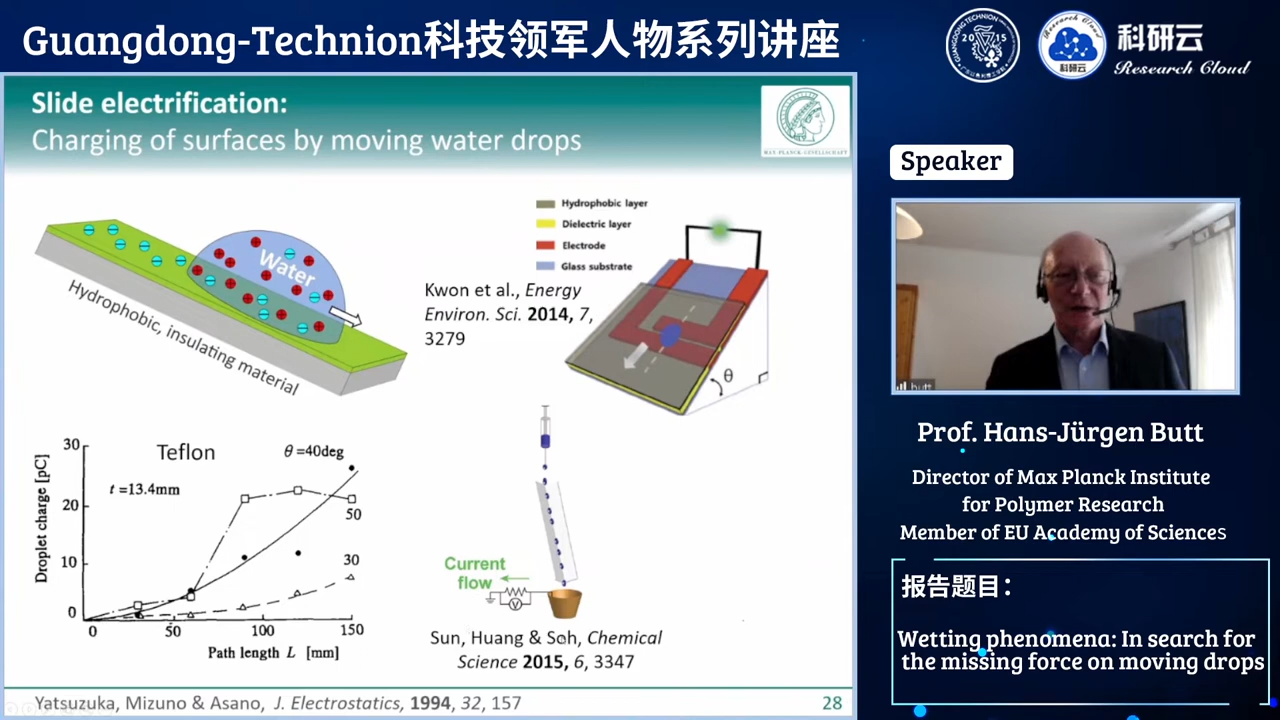 Guangdong-Technion科技领军人物系列讲座
科研云
Research Cloud
Slide electrification:
Charging of surfaces by moving water drops
MAX-PLANCK-GESELLSCHAFT
Water
Hydrophobic, insulating material
Hydrophobic layer
Dielectric layer
Electrode
Glass substrate
Kwon et al., Energy
Environ. Sci. 2014, 7,
3279
θ
Teflon
θ =40deg
t =13.4mm
Droplet charge [pC]
30
20
10
0
50
30
0
50
100
150
Path length L [mm]
Current
flow
V
Sun, Huang & Soh, Chemical
Science 2015, 6, 3347
Yatsuzuka, Mizuno & Asano, J. Electrostatics, 1994, 32, 157
28
Speaker
butt
Prof. Hans-Jürgen Butt
Director of Max Planck Institute
for Polymer Research
Member of EU Academy of Sciences
报告题目：
Wetting phenomena: In search for
the missing force on moving drops